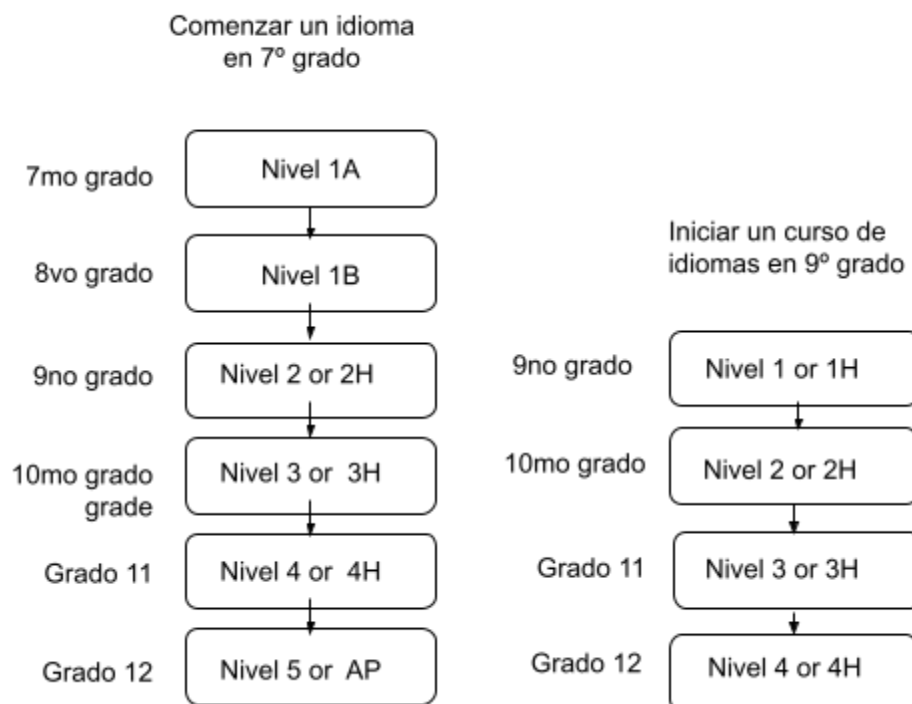 Comenzar un idioma
en 7º grado
7mo grado
Nivel 1A
8vo grado
Nivel 1B
9no grado
Nivel 2 or 2H
10mo grado
grade
Nivel 3 or 3H
Grado 11
Nivel 4 or 4H
Grado 12
Nivel 5 or AP
Iniciar un curso de
idiomas en 9º grado
9no grado
Nivel 1 or 1H
10mo grado
Nivel 2 or 2H
Grado 11
Nivel 3 or 3H
Grado 12
Nivel 4 or 4H